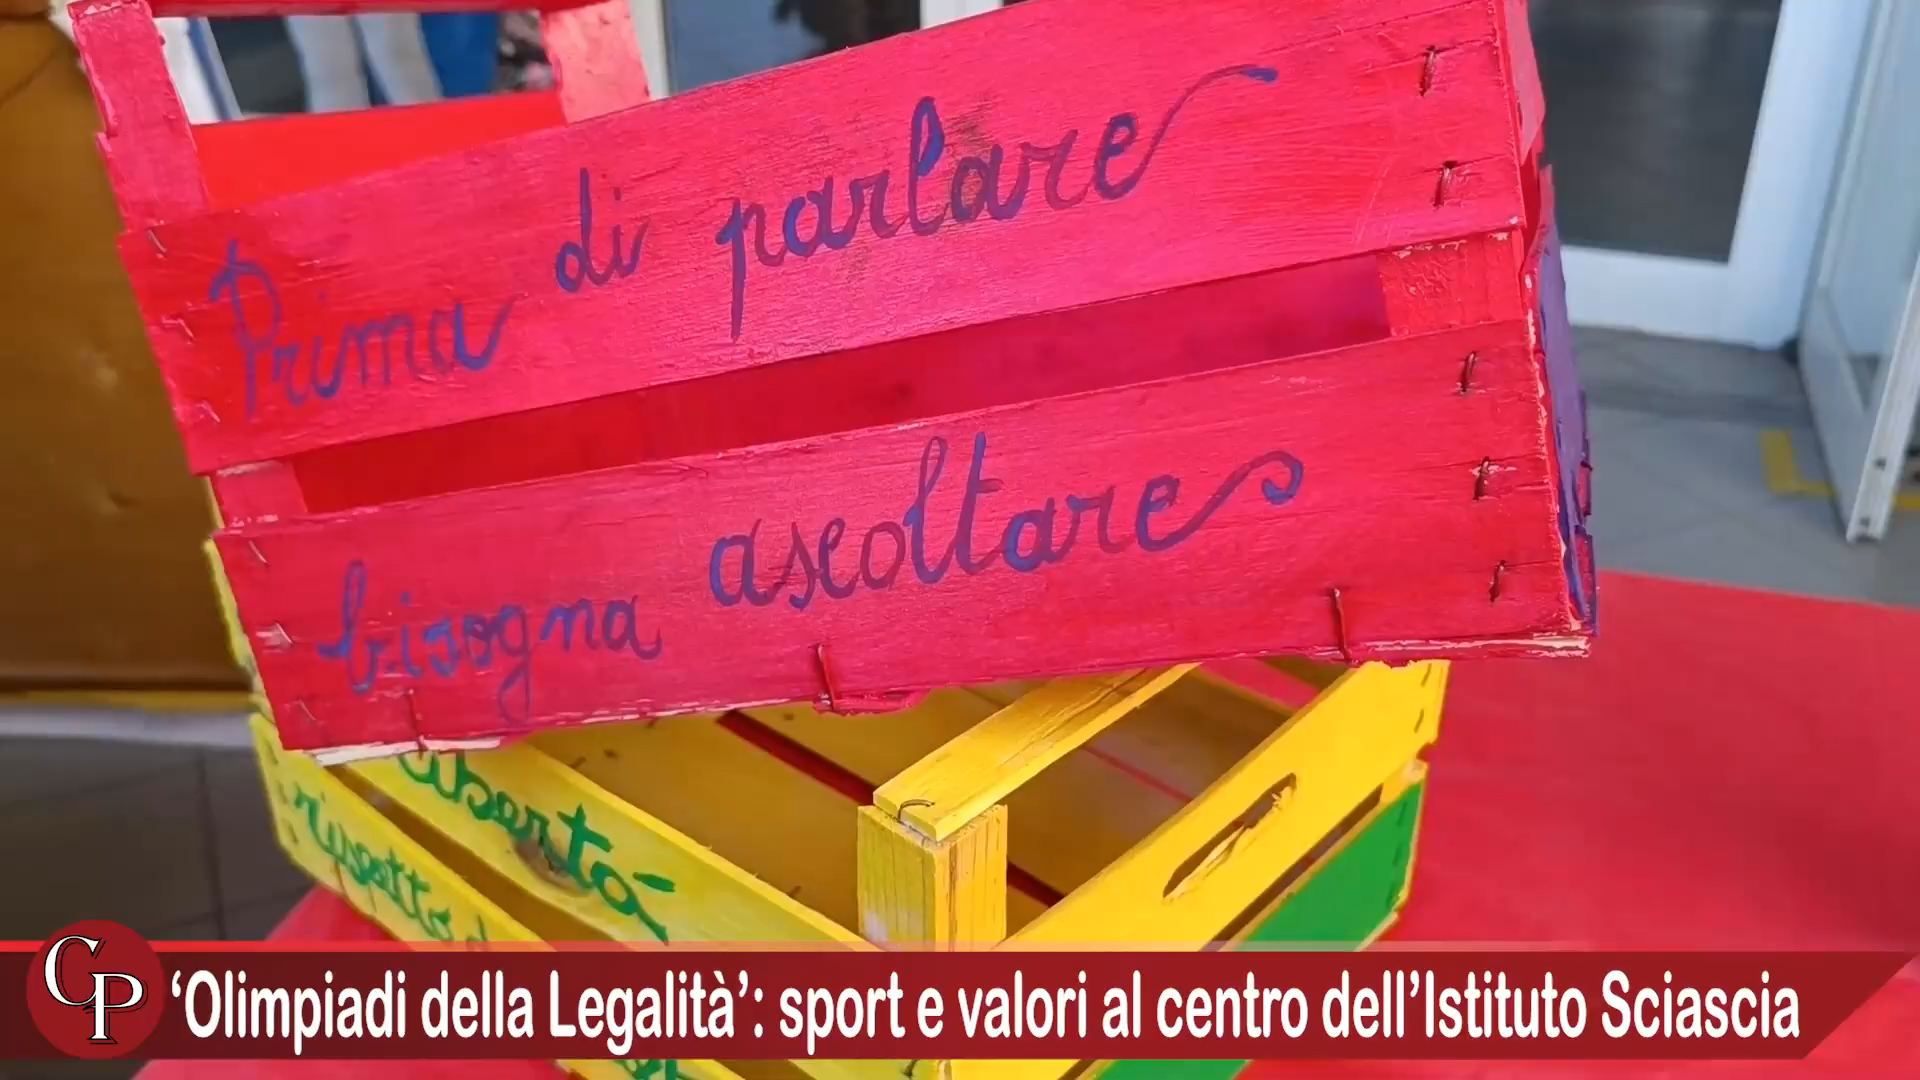 Prima di parlare
bisogna ascoltare
libertà
rispetto d
CP
‘Olimpiadi della Legalità’: sport e valori al centro dell’Istituto Sciascia